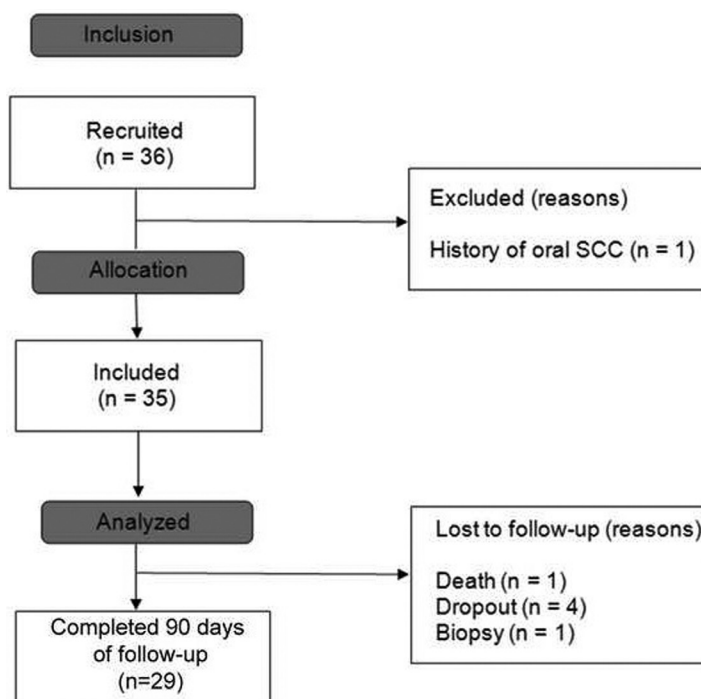 Inclusion
Recruited
(n = 36)
Excluded (reasons)
History of oral SCC (n = 1)
Allocation
Included
(n = 35)
Analyzed
Lost to follow-up (reasons)
Death (n = 1)
Dropout (n = 4)
Biopsy (n = 1)
Completed 90 days
of follow-up
(n=29)